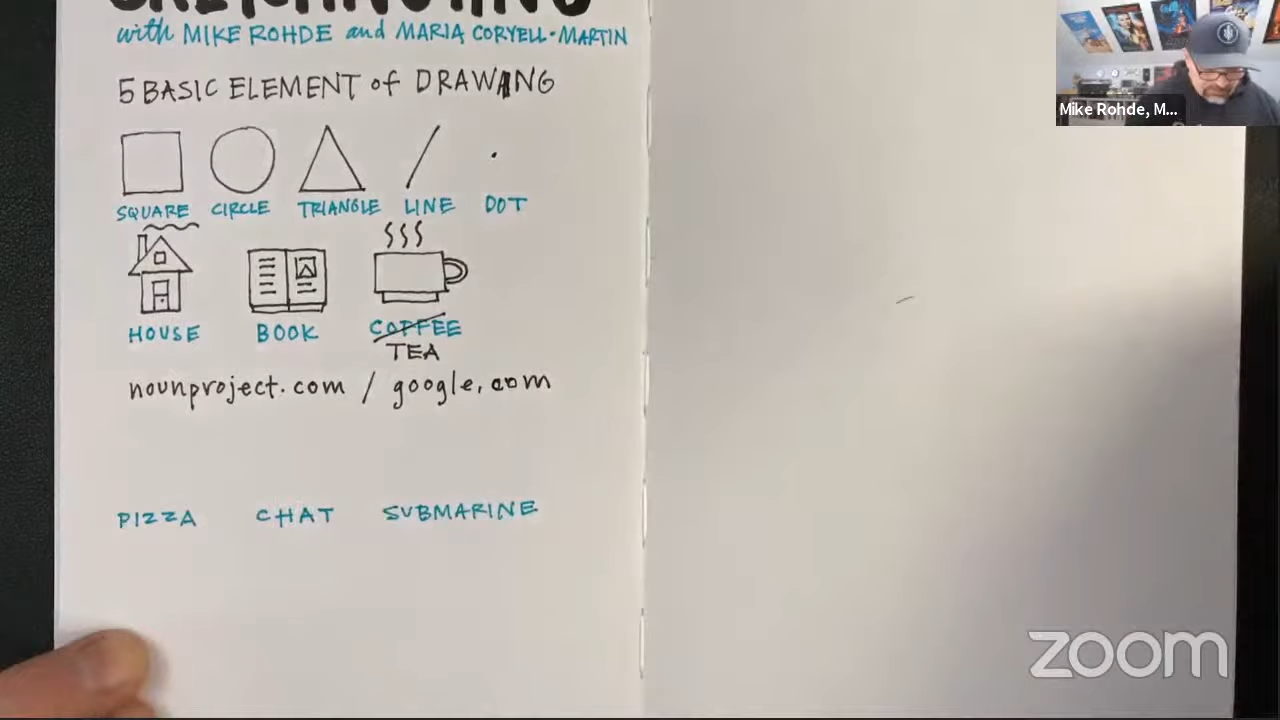 SKETCHNOTING
with MIKE ROHDE and MARIA CORYELL-MARTIN
5 BASIC ELEMENT of DRAWING
SQUARE CIRCLE TRIANGLE LINE DOT
HOUSE BOOK COFFEE
TEA
nounproject.com / google.com
PIZZA CHAT SUBMARINE
Mike Rohde, M...
zoom